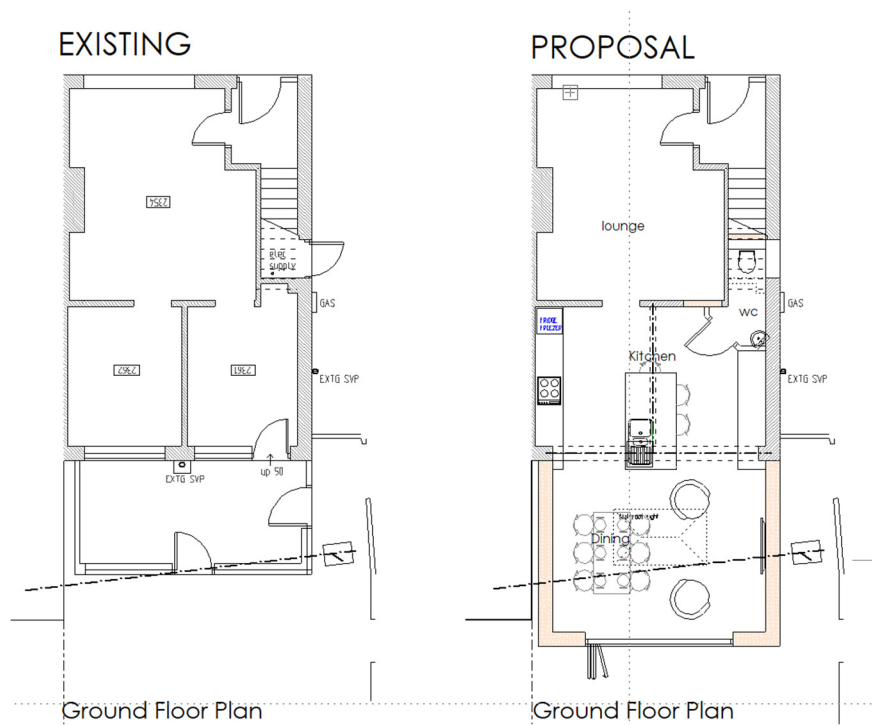 EXISTING
PROPOSAL
2354
elec
supply
GAS
2362
2361
EXTG SVP
up 50
EXTG SVP
Ground Floor Plan
lounge
wc
GAS
FRIDGE
FREEZER
Kitchen
EXTG SVP
Dining
Ground Floor Plan